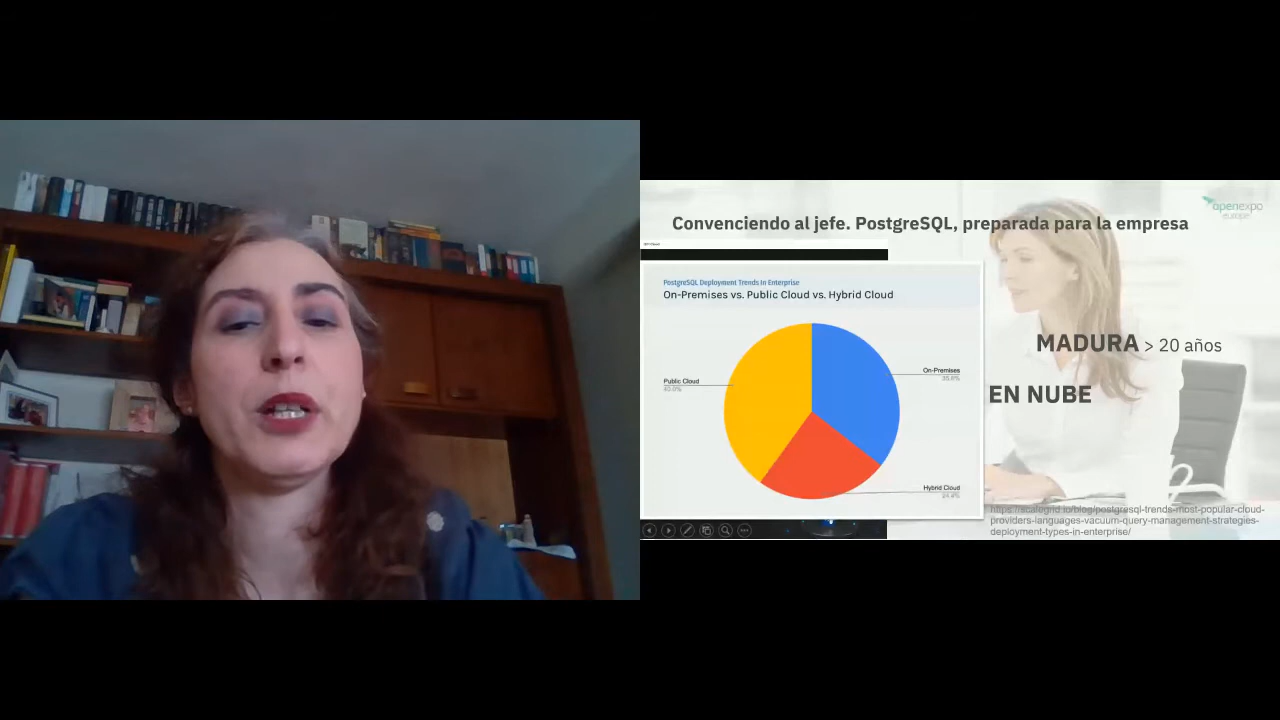 openexpo
europe
Convenciendo al jefe. PostgreSQL, preparada para la empresa
PostgreSQL Deployment Trends In Enterprise
On-Premises vs. Public Cloud vs. Hybrid Cloud
On-Premises
Public Cloud
Hybrid Cloud
24.4%
MADURA > 20 años
EN NUBE
https://scalegrid.io/blog/postgresql-trends-most-popular-cloud-
providers-languages-vacuum-query-management-strategies-
deployment-types-in-enterprise/